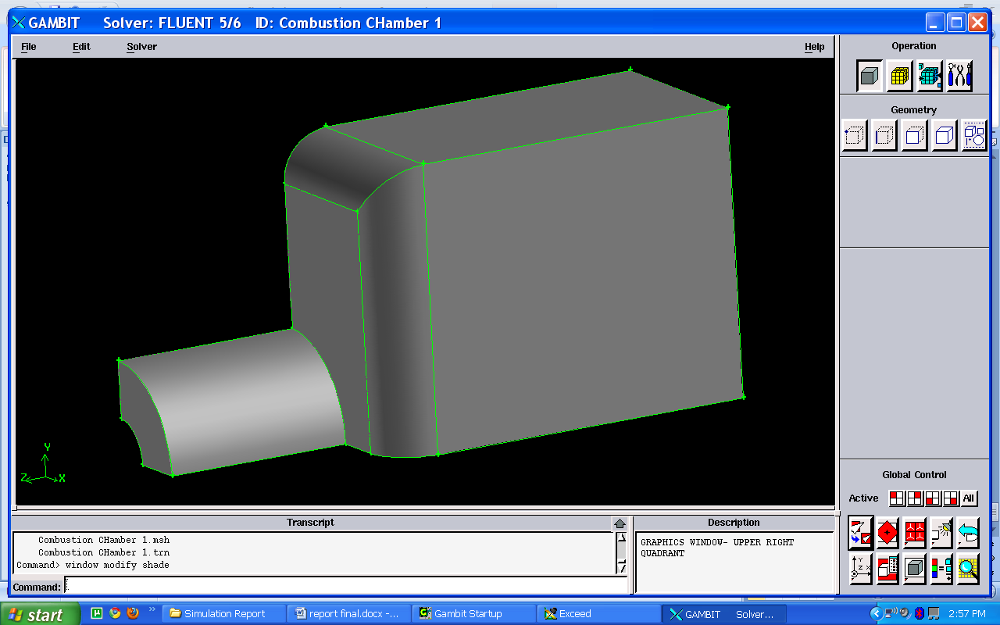 GAMBIT Solver: FLUENT 5/6 ID: Combustion CHamber 1
File Edit Solver Help
Operation
Geometry
Y
Z X
Global Control
Active All
Transcript
Combustion CHamber 1.msh
Combustion CHamber 1.trn
Command> window modify shade
Command:
Description
GRAPHICS WINDOW- UPPER RIGHT
QUADRANT
start Simulation Report report final.docx -... Gambit Startup Exceed GAMBIT Solver... 2:57 PM